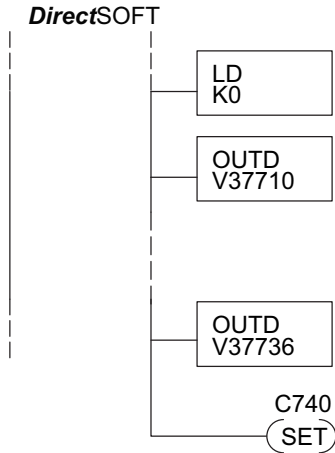 DirectSOFT
LD
K0
OUTD
V37710
OUTD
V37736
C740
SET